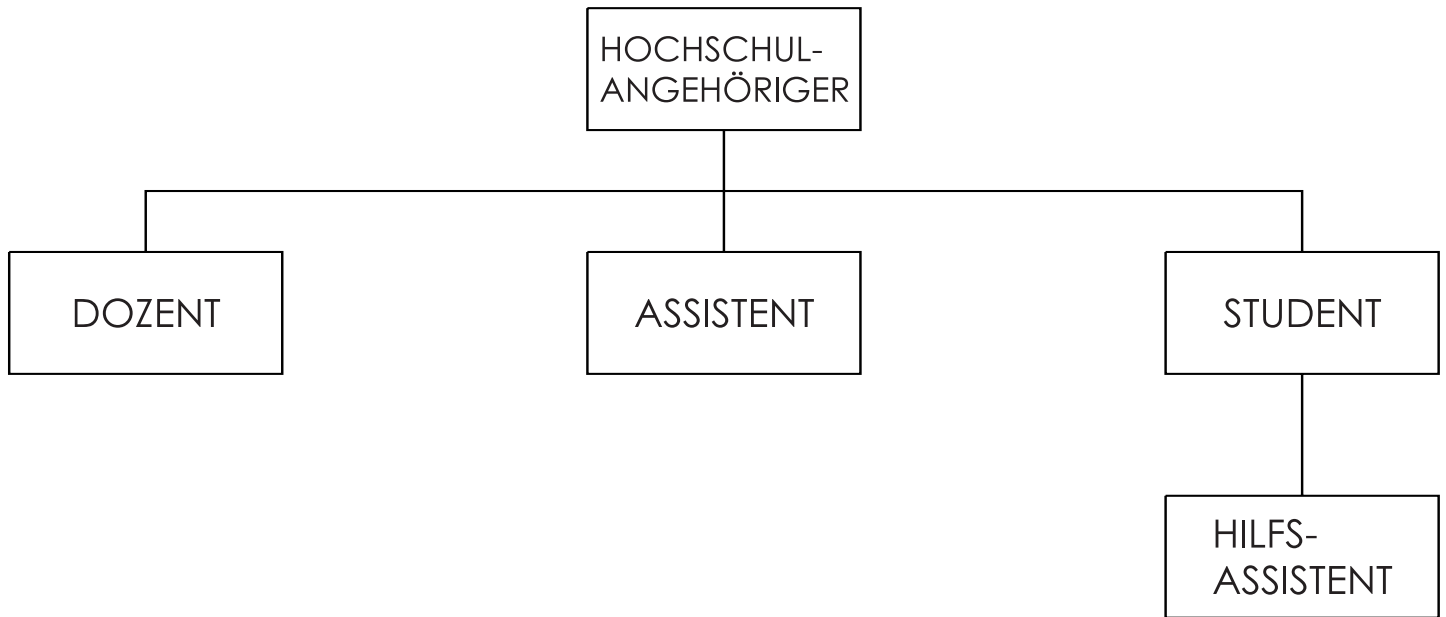 HOCHSCHUL-
ANGEHÖRIGER
DOZENT
ASSISTENT
STUDENT
HILFS-
ASSISTENT